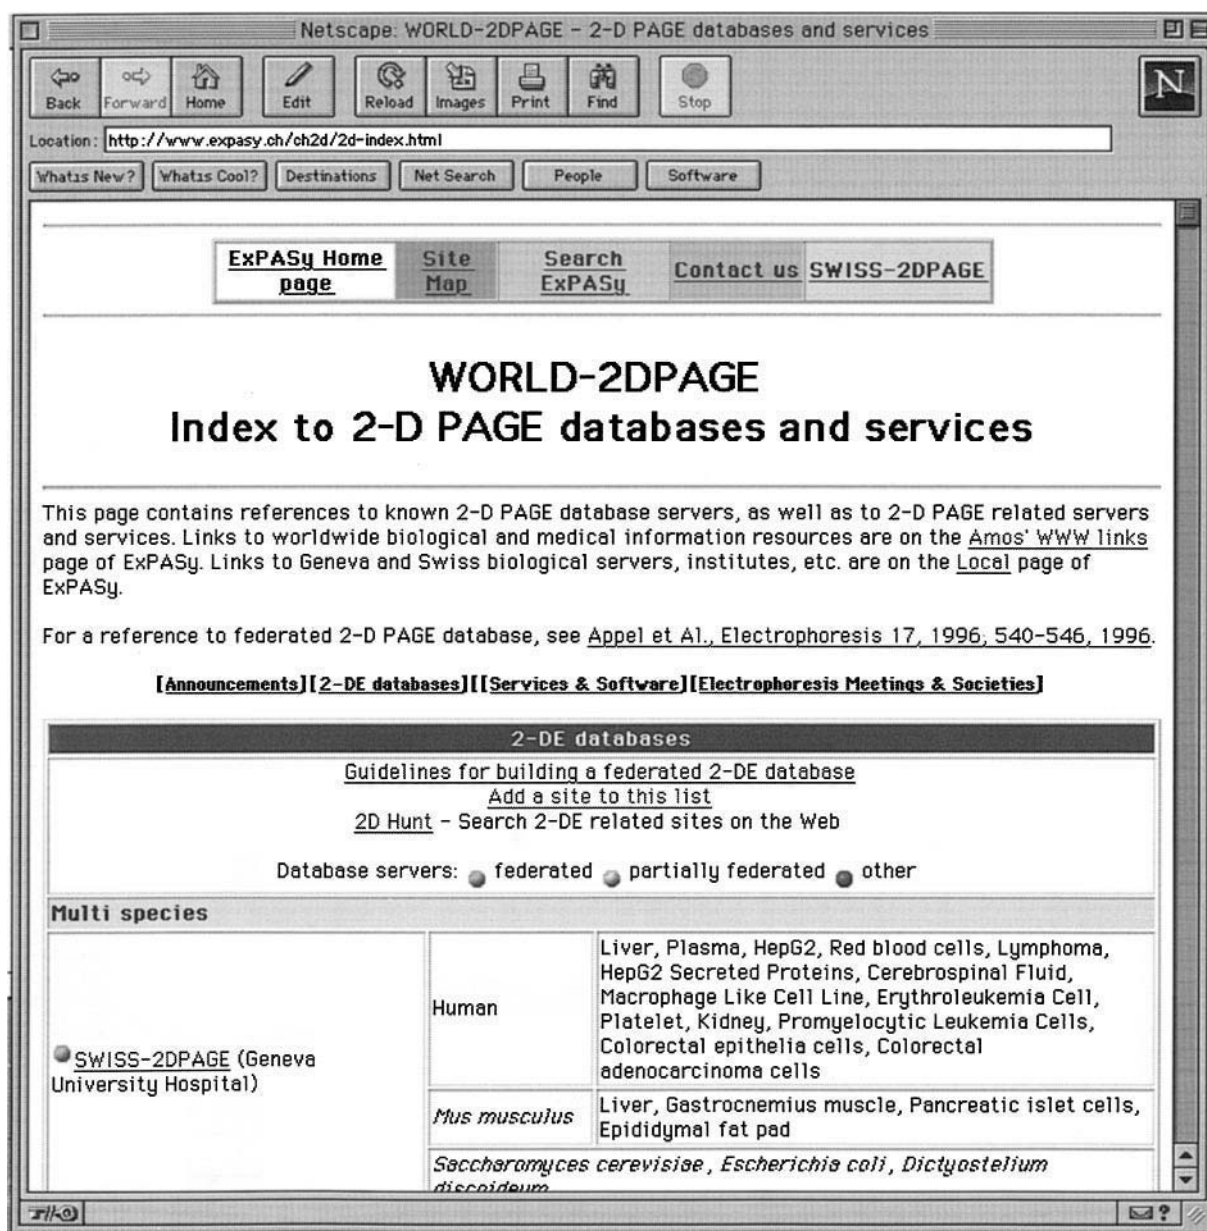 Netscape: WORLD-2DPAGE - 2-D PAGE databases and services
Back Forward Home Edit Reload Images Print Find Stop
N
Location: http://www.expasy.ch/ch2d/2d-index.html
What's New? What's Cool? Destinations Net Search People Software
ExPASy Home page
Site Map
Search ExPASy
Contact us
SWISS-2DPAGE
WORLD-2DPAGE
Index to 2-D PAGE databases and services
This page contains references to known 2-D PAGE database servers, as well as to 2-D PAGE related servers
and services. Links to worldwide biological and medical information resources are on the Amos' WWW links
page of ExPASy. Links to Geneva and Swiss biological servers, institutes, etc. are on the Local page of
ExPASy.
For a reference to federated 2-D PAGE database, see Appel et Al., Electrophoresis 17, 1996, 540-546, 1996.
[Announcements][2-DE databases][[Services & Software][Electrophoresis Meetings & Societies]
2-DE databases
Guidelines for building a federated 2-DE database
Add a site to this list
2D Hunt - Search 2-DE related sites on the Web
Database servers: federated partially federated other
Multi species
SWISS-2DPAGE (Geneva
University Hospital)
Human
Liver, Plasma, HepG2, Red blood cells, Lymphoma,
HepG2 Secreted Proteins, Cerebrospinal Fluid,
Macrophage Like Cell Line, Erythroleukemia Cell,
Platelet, Kidney, Promyelocytic Leukemia Cells,
Colorectal epithelia cells, Colorectal
adenocarcinoma cells
Mus musculus
Liver, Gastrocnemius muscle, Pancreatic islet cells,
Epididymal fat pad
Saccharomyces cerevisiae, Escherichia coli, Dictyostelium
discoideum